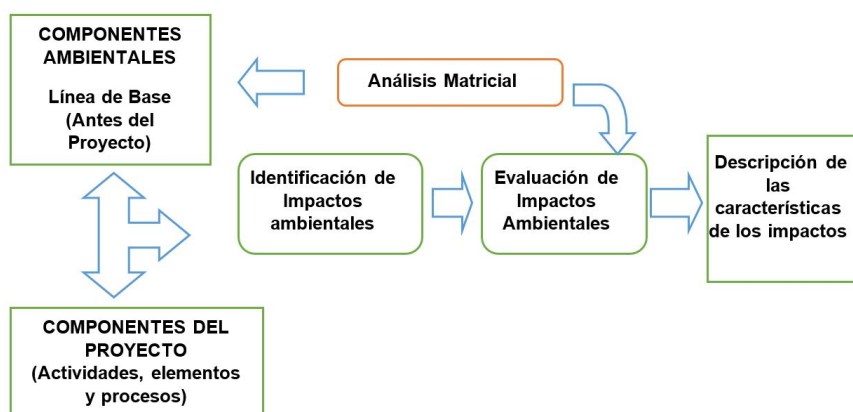 COMPONENTES
AMBIENTALES
Línea de Base
(Antes del
Proyecto)
Análisis Matricial
Identificación de
Impactos
ambientales
Evaluación de
Impactos
Ambientales
Descripción de
las
características
de los impactos
COMPONENTES DEL
PROYECTO
(Actividades, elementos
y procesos)